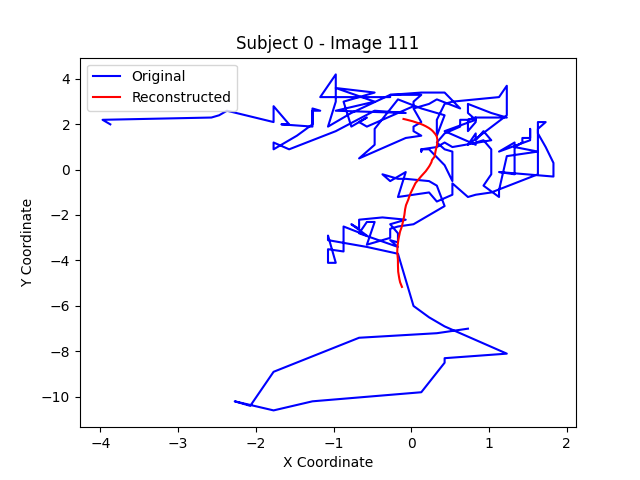 Subject 0 - Image 111
Original
Reconstructed
4
2
0
−2
−4
−6
−8
−10
Y Coordinate
−4 −3 −2 −1 0 1 2
X Coordinate